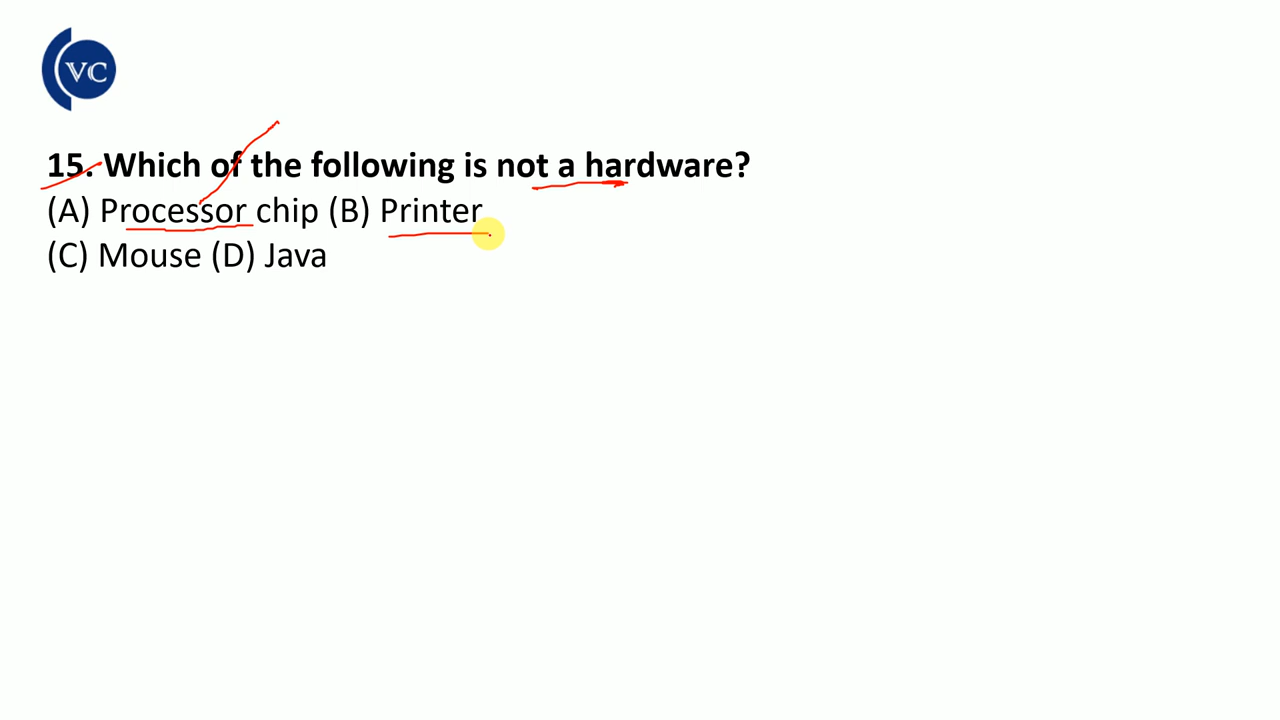 VC
15. Which of the following is not a hardware?
(A) Processor chip (B) Printer
(C) Mouse (D) Java